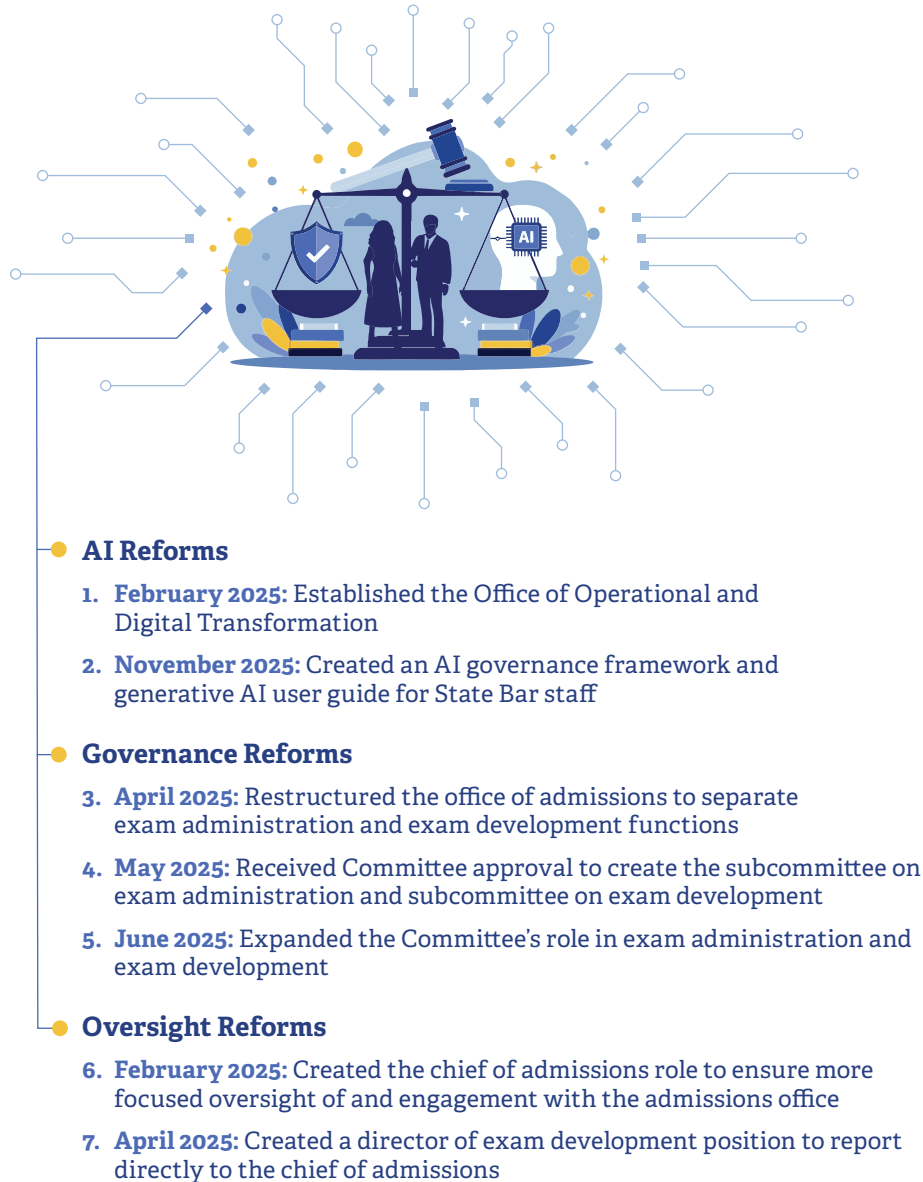 AI
AI Reforms
1. February 2025: Established the Office of Operational and
Digital Transformation
2. November 2025: Created an AI governance framework and
generative AI user guide for State Bar staff
Governance Reforms
3. April 2025: Restructured the office of admissions to separate
exam administration and exam development functions
4. May 2025: Received Committee approval to create the subcommittee on
exam administration and subcommittee on exam development
5. June 2025: Expanded the Committee’s role in exam administration and
exam development
Oversight Reforms
6. February 2025: Created the chief of admissions role to ensure more
focused oversight of and engagement with the admissions office
7. April 2025: Created a director of exam development position to report
directly to the chief of admissions